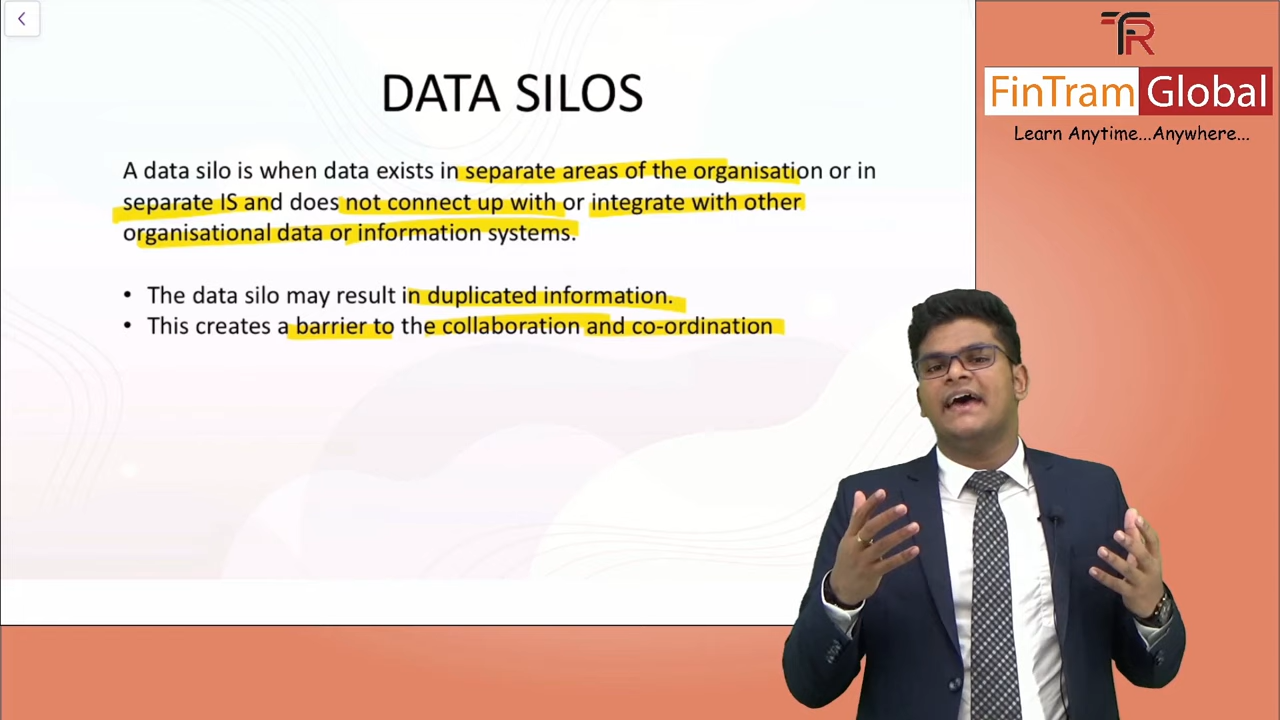 DATA SILOS
A data silo is when data exists in separate areas of the organisation or in
separate IS and does not connect up with or integrate with other
organisational data or information systems.
• The data silo may result in duplicated information.
• This creates a barrier to the collaboration and co-ordination
FR
FinTram Global
Learn Anytime...Anywhere...